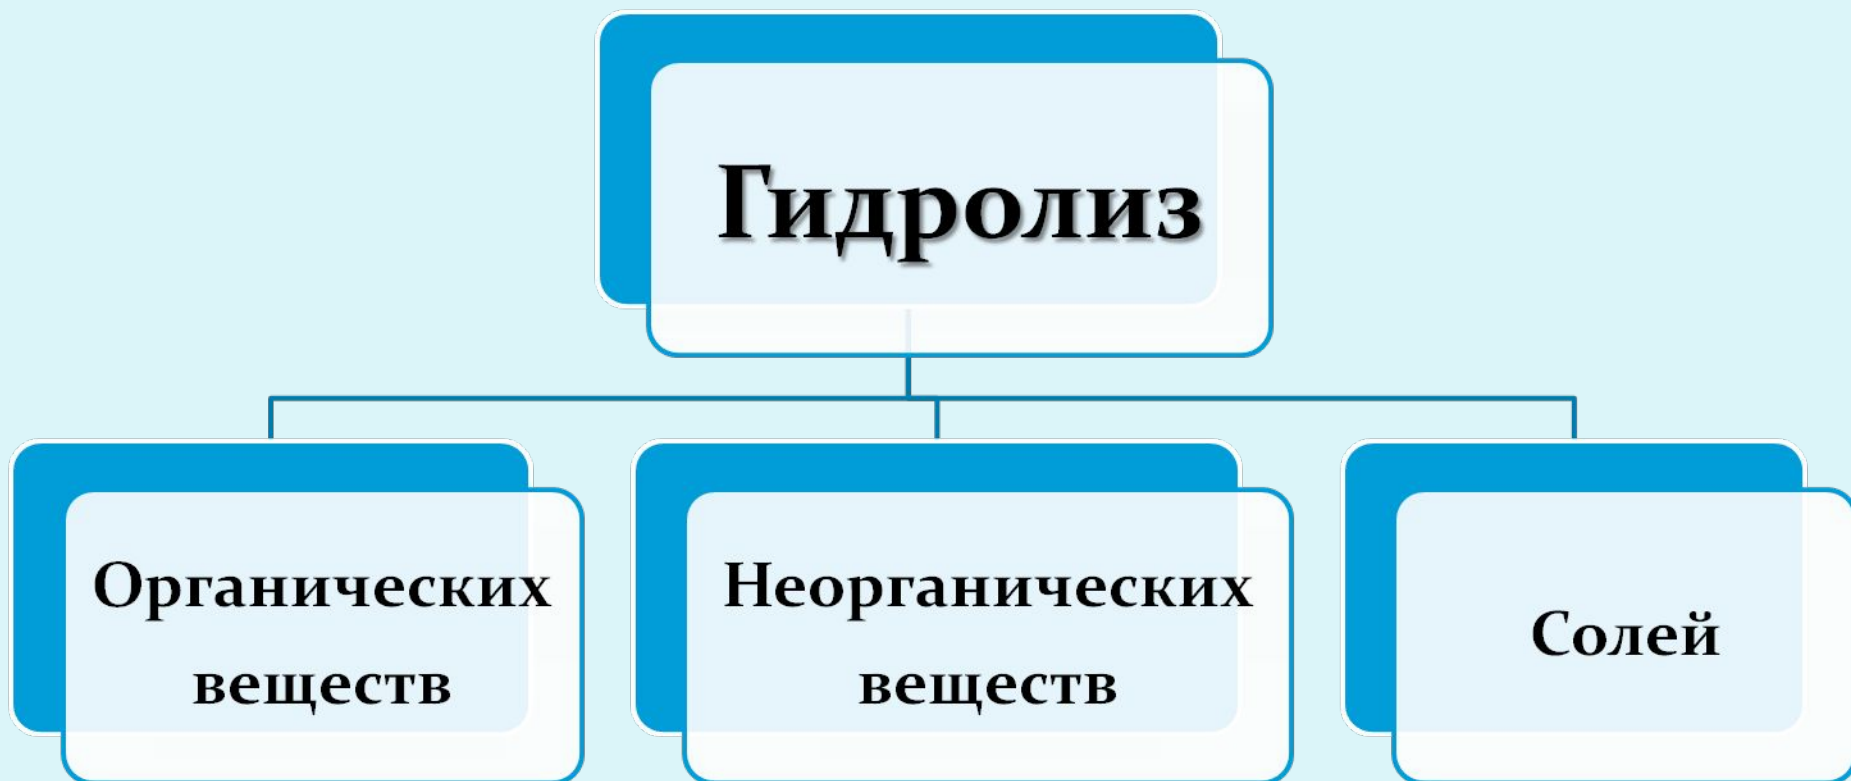 Гидролиз
Органических
веществ
Неорганических
веществ
Солей